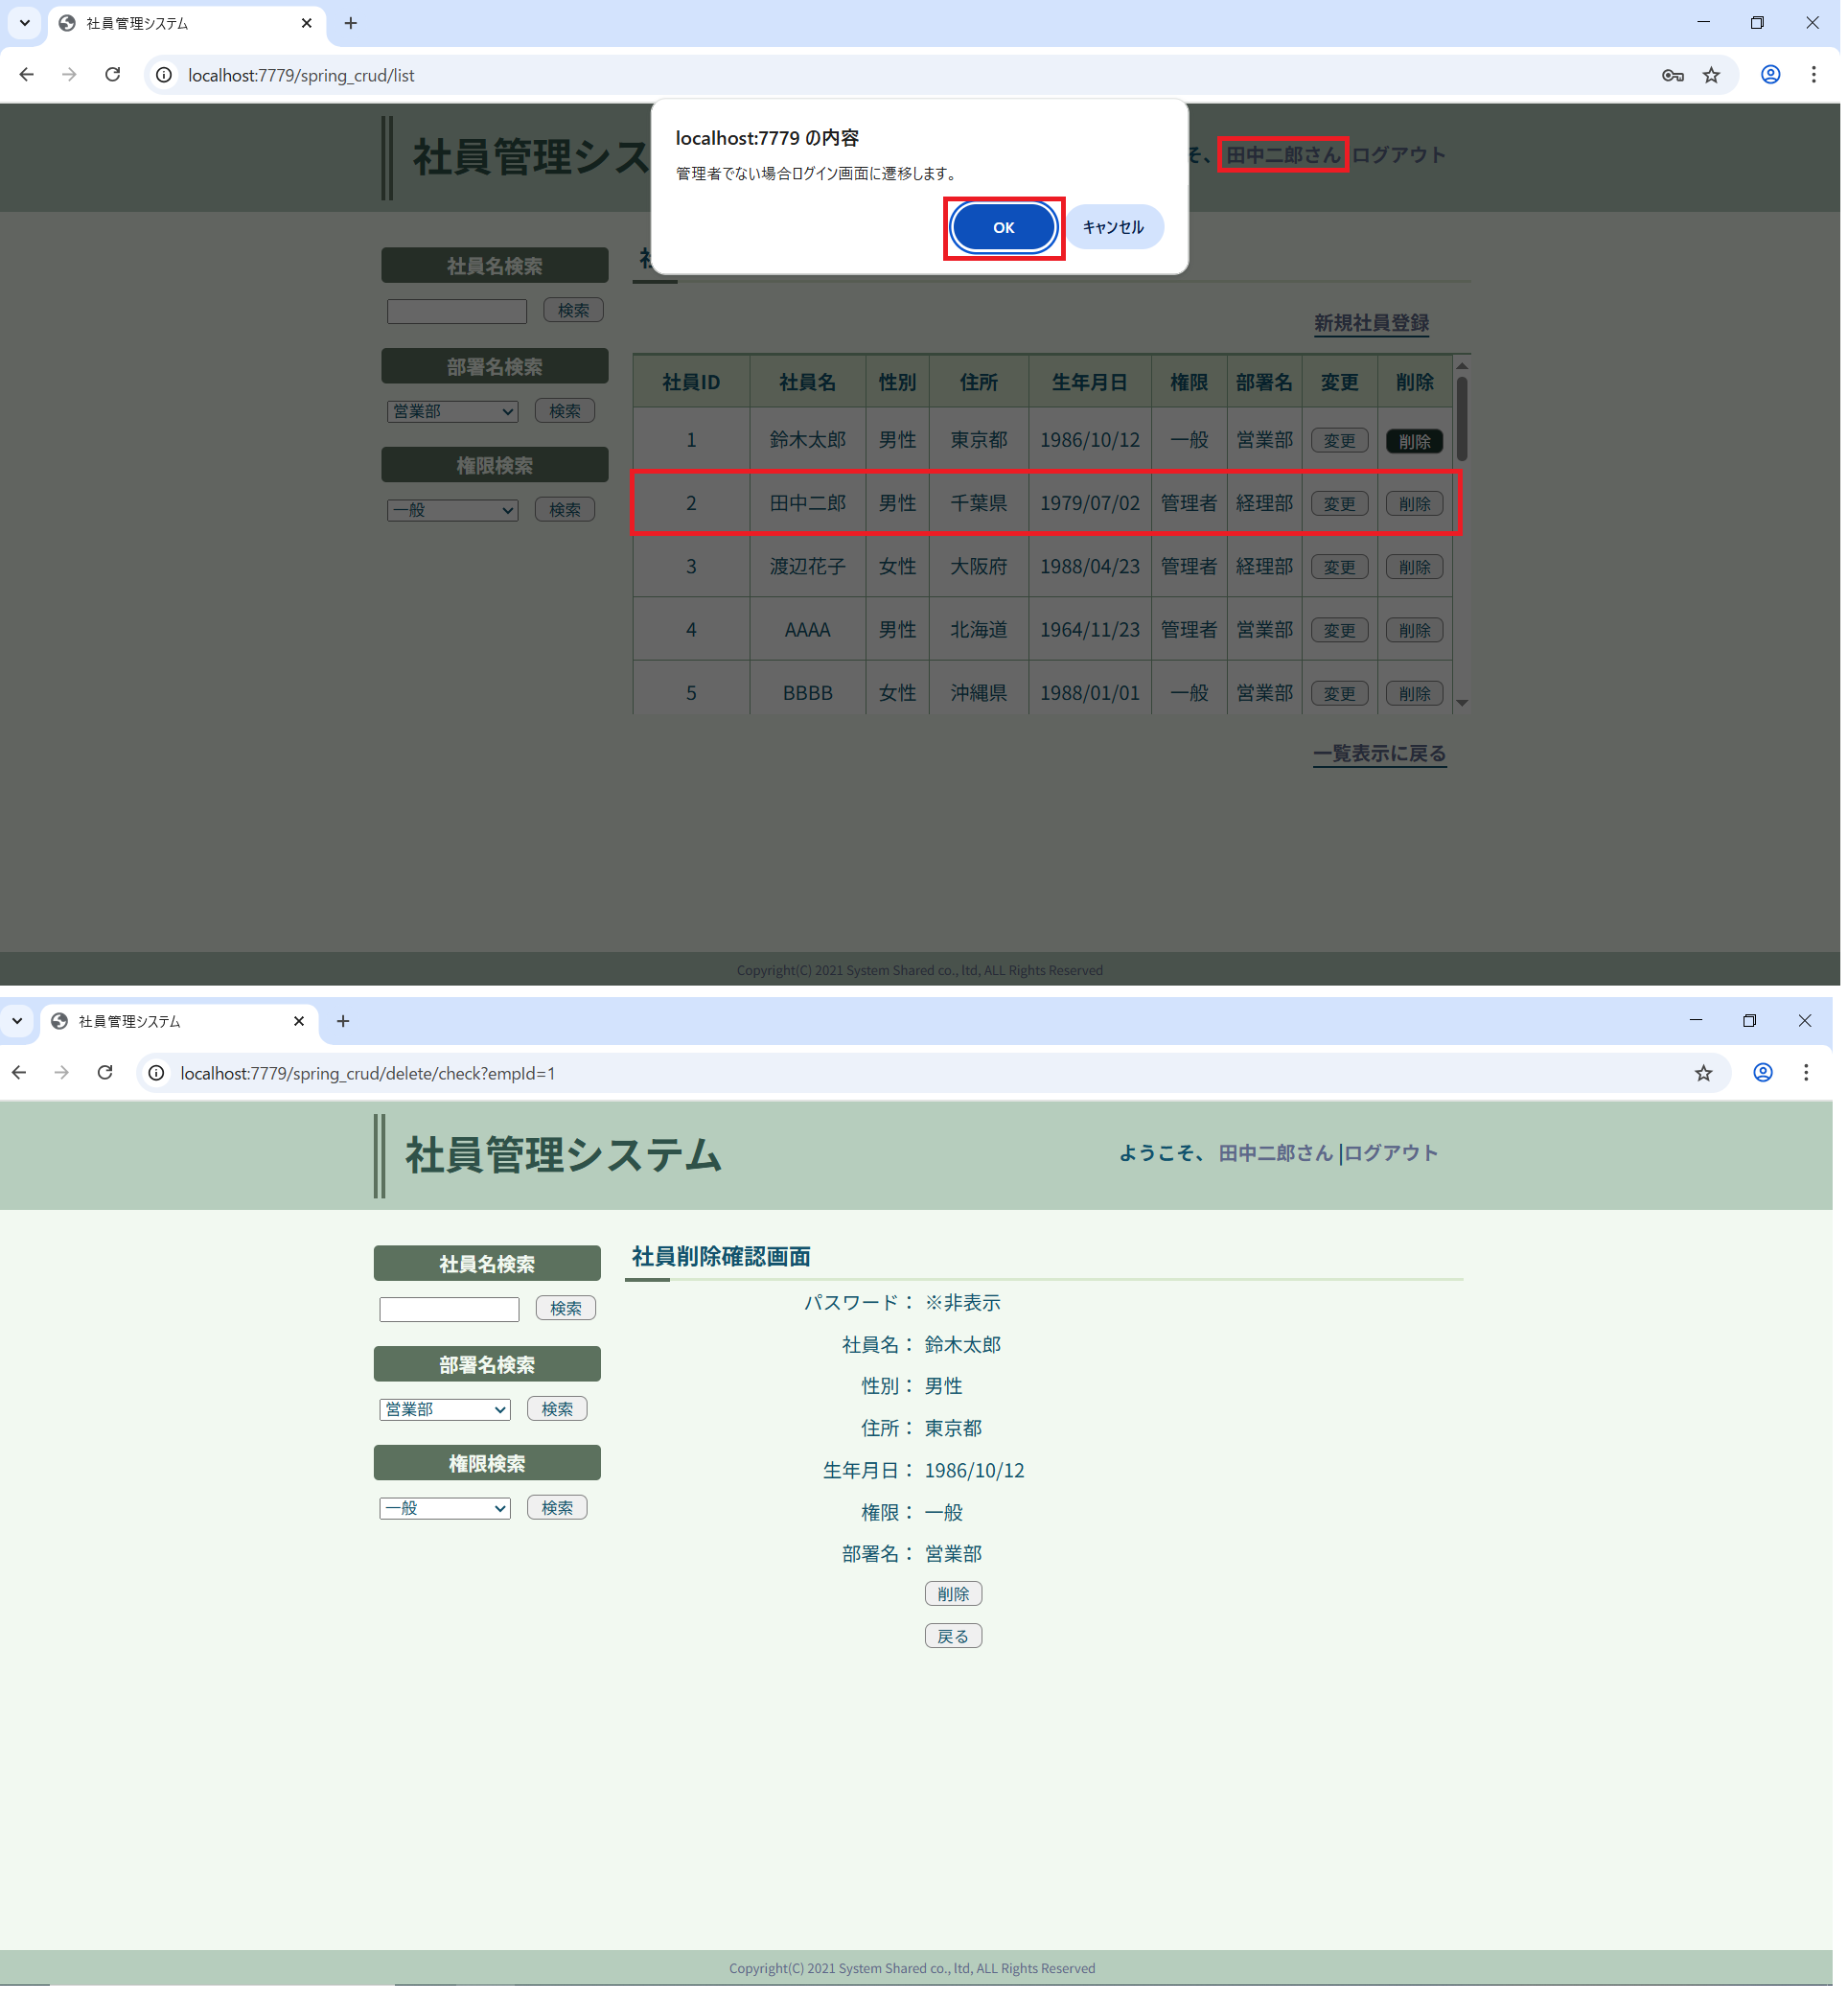 社員管理システム
localhost:7779/spring_crud/list
localhost:7779 の内容
管理者でない場合ログイン画面に遷移します。
OK キャンセル
社員管理シス
そ、 田中二郎さん ログアウト
社員名検索
検索
部署名検索
営業部 検索
権限検索
一般 検索
新規社員登録
社員ID 社員名 性別 住所 生年月日 権限 部署名 変更 削除
1 鈴木太郎 男性 東京都 1986/10/12 一般 営業部 変更 削除
2 田中二郎 男性 千葉県 1979/07/02 管理者 経理部 変更 削除
3 渡辺花子 女性 大阪府 1988/04/23 管理者 経理部 変更 削除
4 AAAA 男性 北海道 1964/11/23 管理者 営業部 変更 削除
5 BBBB 女性 沖縄県 1988/01/01 一般 営業部 変更 削除
一覧表示に戻る
Copyright(C) 2021 System Shared co., ltd, ALL Rights Reserved
社員管理システム
localhost:7779/spring_crud/delete/check?empId=1
社員管理システム
ようこそ、 田中二郎さん |ログアウト
社員名検索
検索
部署名検索
営業部 検索
権限検索
一般 検索
社員削除確認画面
パスワード： ※非表示
社員名： 鈴木太郎
性別： 男性
住所： 東京都
生年月日： 1986/10/12
権限： 一般
部署名： 営業部
削除
戻る
Copyright(C) 2021 System Shared co., ltd, ALL Rights Reserved